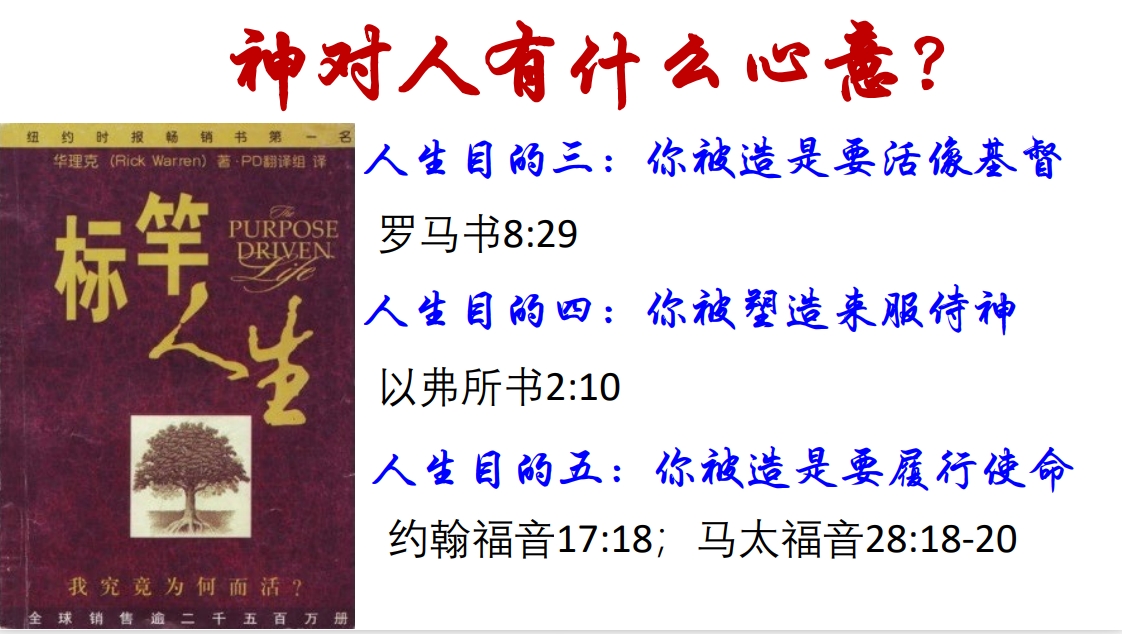 神对人有什么心意？
纽约时报畅销书第一名
华理克（Rick Warren）著·PD翻译组 译
标竿
人生
The
PURPOSE
DRIVEN
Life
我究竟为何而活？
全球销售逾二千五百万册
人生目的三：你被造是要活像基督
罗马书8:29
人生目的四：你被塑造来服侍神
以弗所书2:10
人生目的五：你被造是要履行使命
约翰福音17:18；马太福音28:18-20